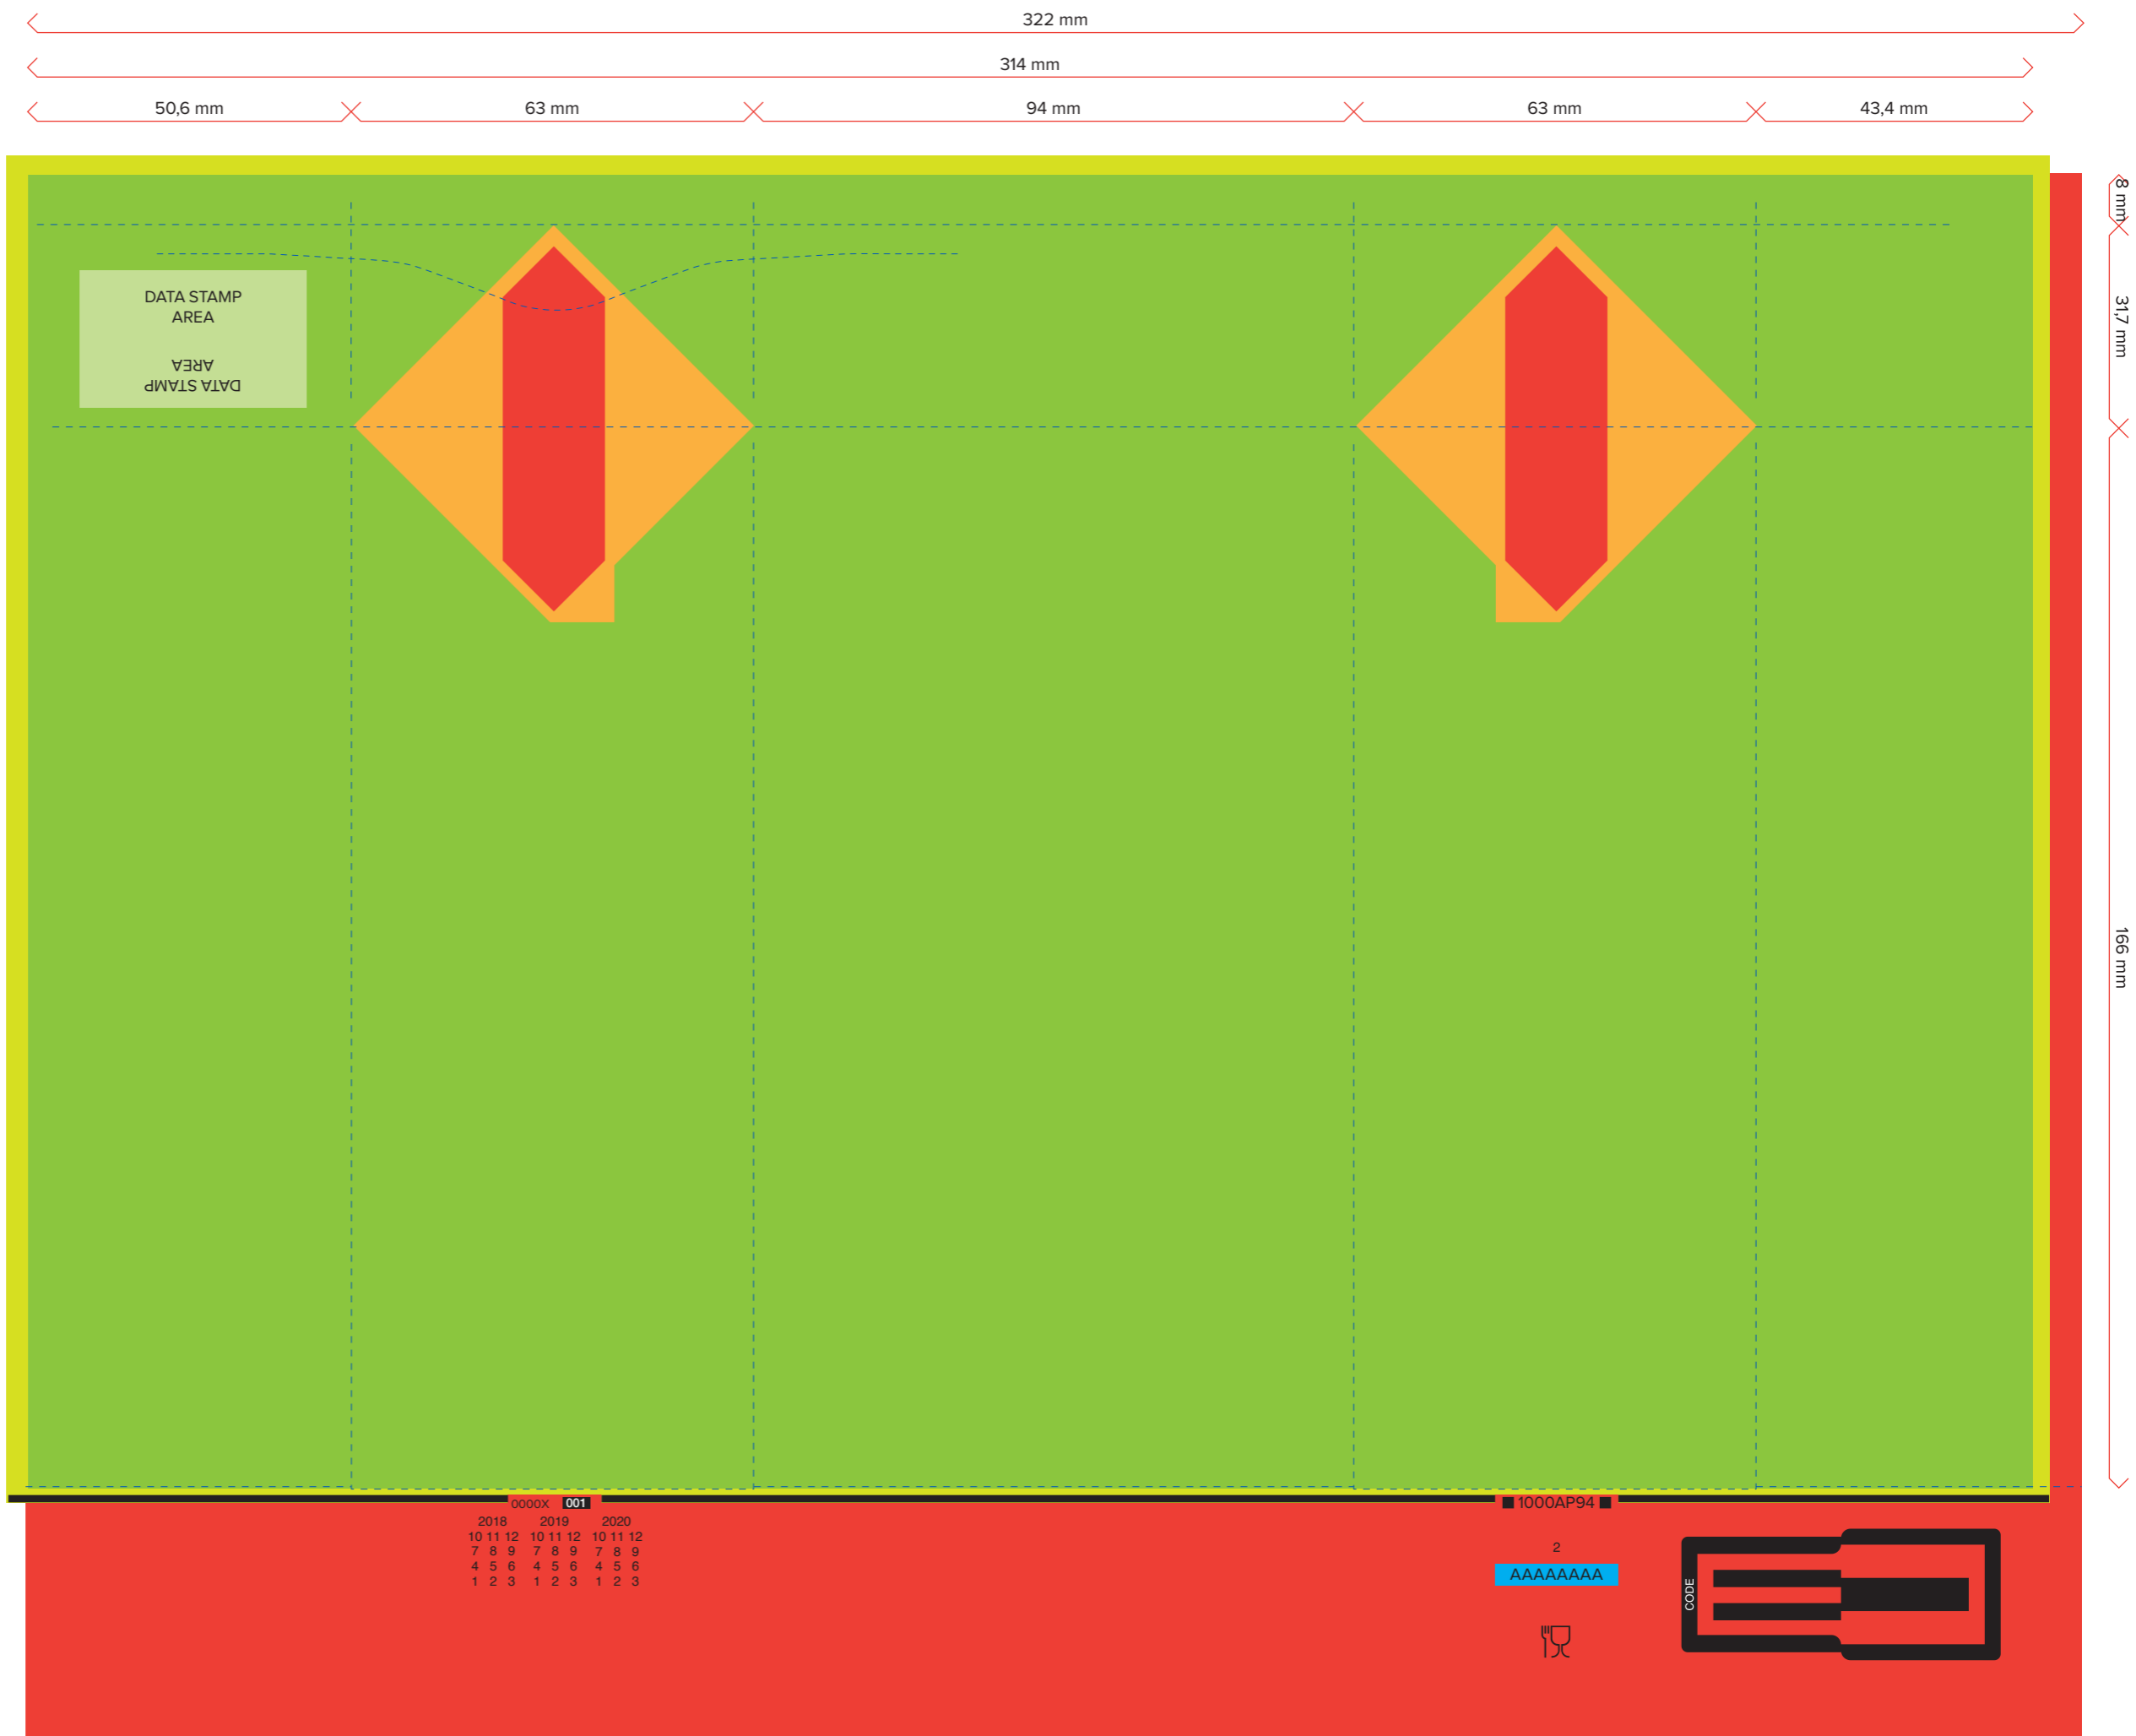 322 mm
314 mm
50,6 mm 63 mm 94 mm 63 mm 43,4 mm
8 mm
31,7 mm
166 mm
DATA STAMP
AREA
DATA STAMP
AREA
0000X 001
2018 2019 2020
10 11 12 10 11 12 10 11 12
7 8 9 7 8 9 7 8 9
4 5 6 4 5 6 4 5 6
1 2 3 1 2 3 1 2 3
1000AP94
2
AAAAAAAA
CODE